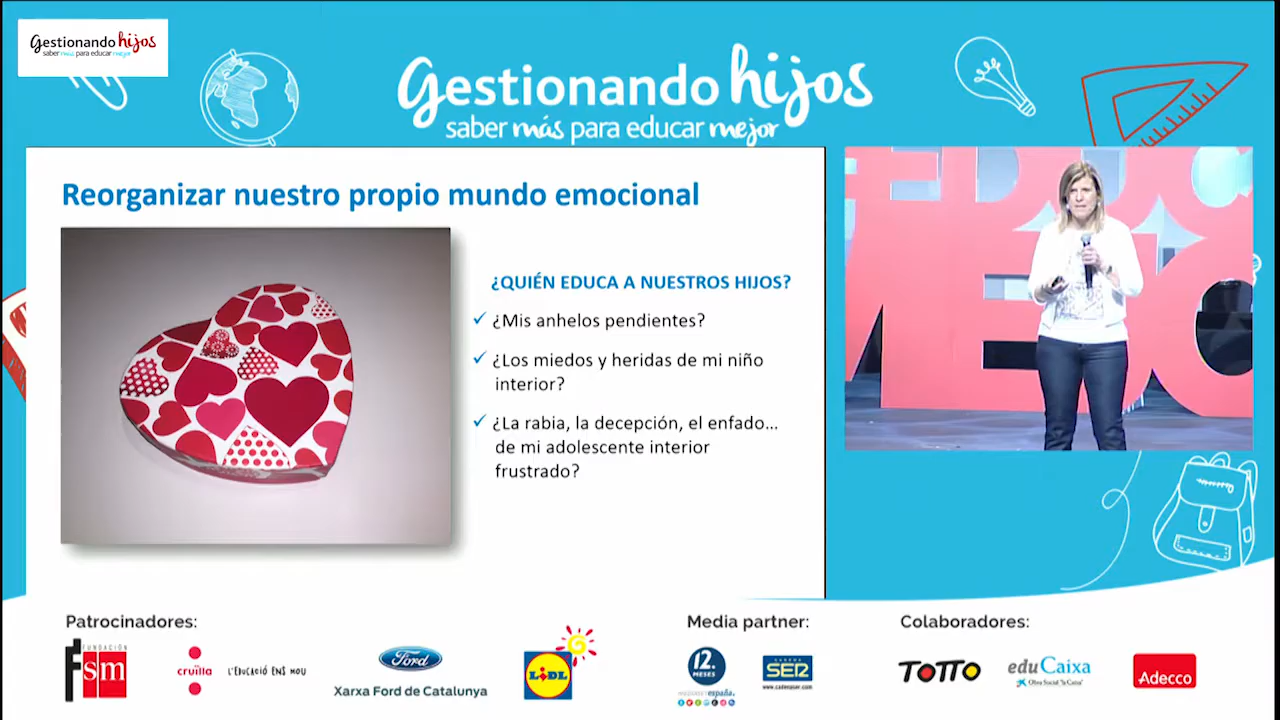 Gestionando hijos
saber más para educar mejor
Gestionando hijos
saber más para educar mejor
Reorganizar nuestro propio mundo emocional
¿QUIÉN EDUCA A NUESTROS HIJOS?
¿Mis anhelos pendientes?
¿Los miedos y heridas de mi niño
interior?
¿La rabia, la decepción, el enfado...
de mi adolescente interior
frustrado?
Patrocinadores:
Media partner:
Colaboradores:
FUNDACIÓN
sm
cruïlla
L'EDUCACIÓ ENS MOU
Ford
Xarxa Ford de Catalunya
LIDL
12.
MESES
mediasetespaña.
CADENA
SER
www.cadenaser.com
TOTTO
eduCaixa
Obra Social "la Caixa"
Adecco